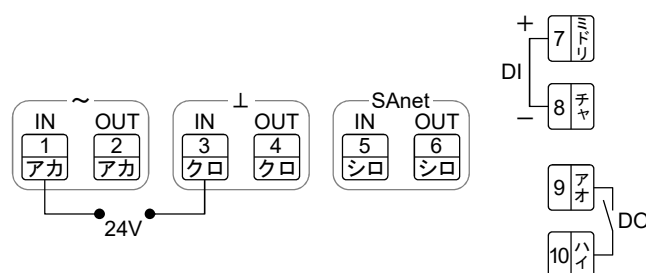 ~ ⊥ SAnet
IN OUT IN OUT IN OUT
1 2 3 4 5 6
アカ アカ クロ クロ シロ シロ
24V
+ 7 ミドリ
DI
− 8 チャ
9 アオ
DO
10 ハイ